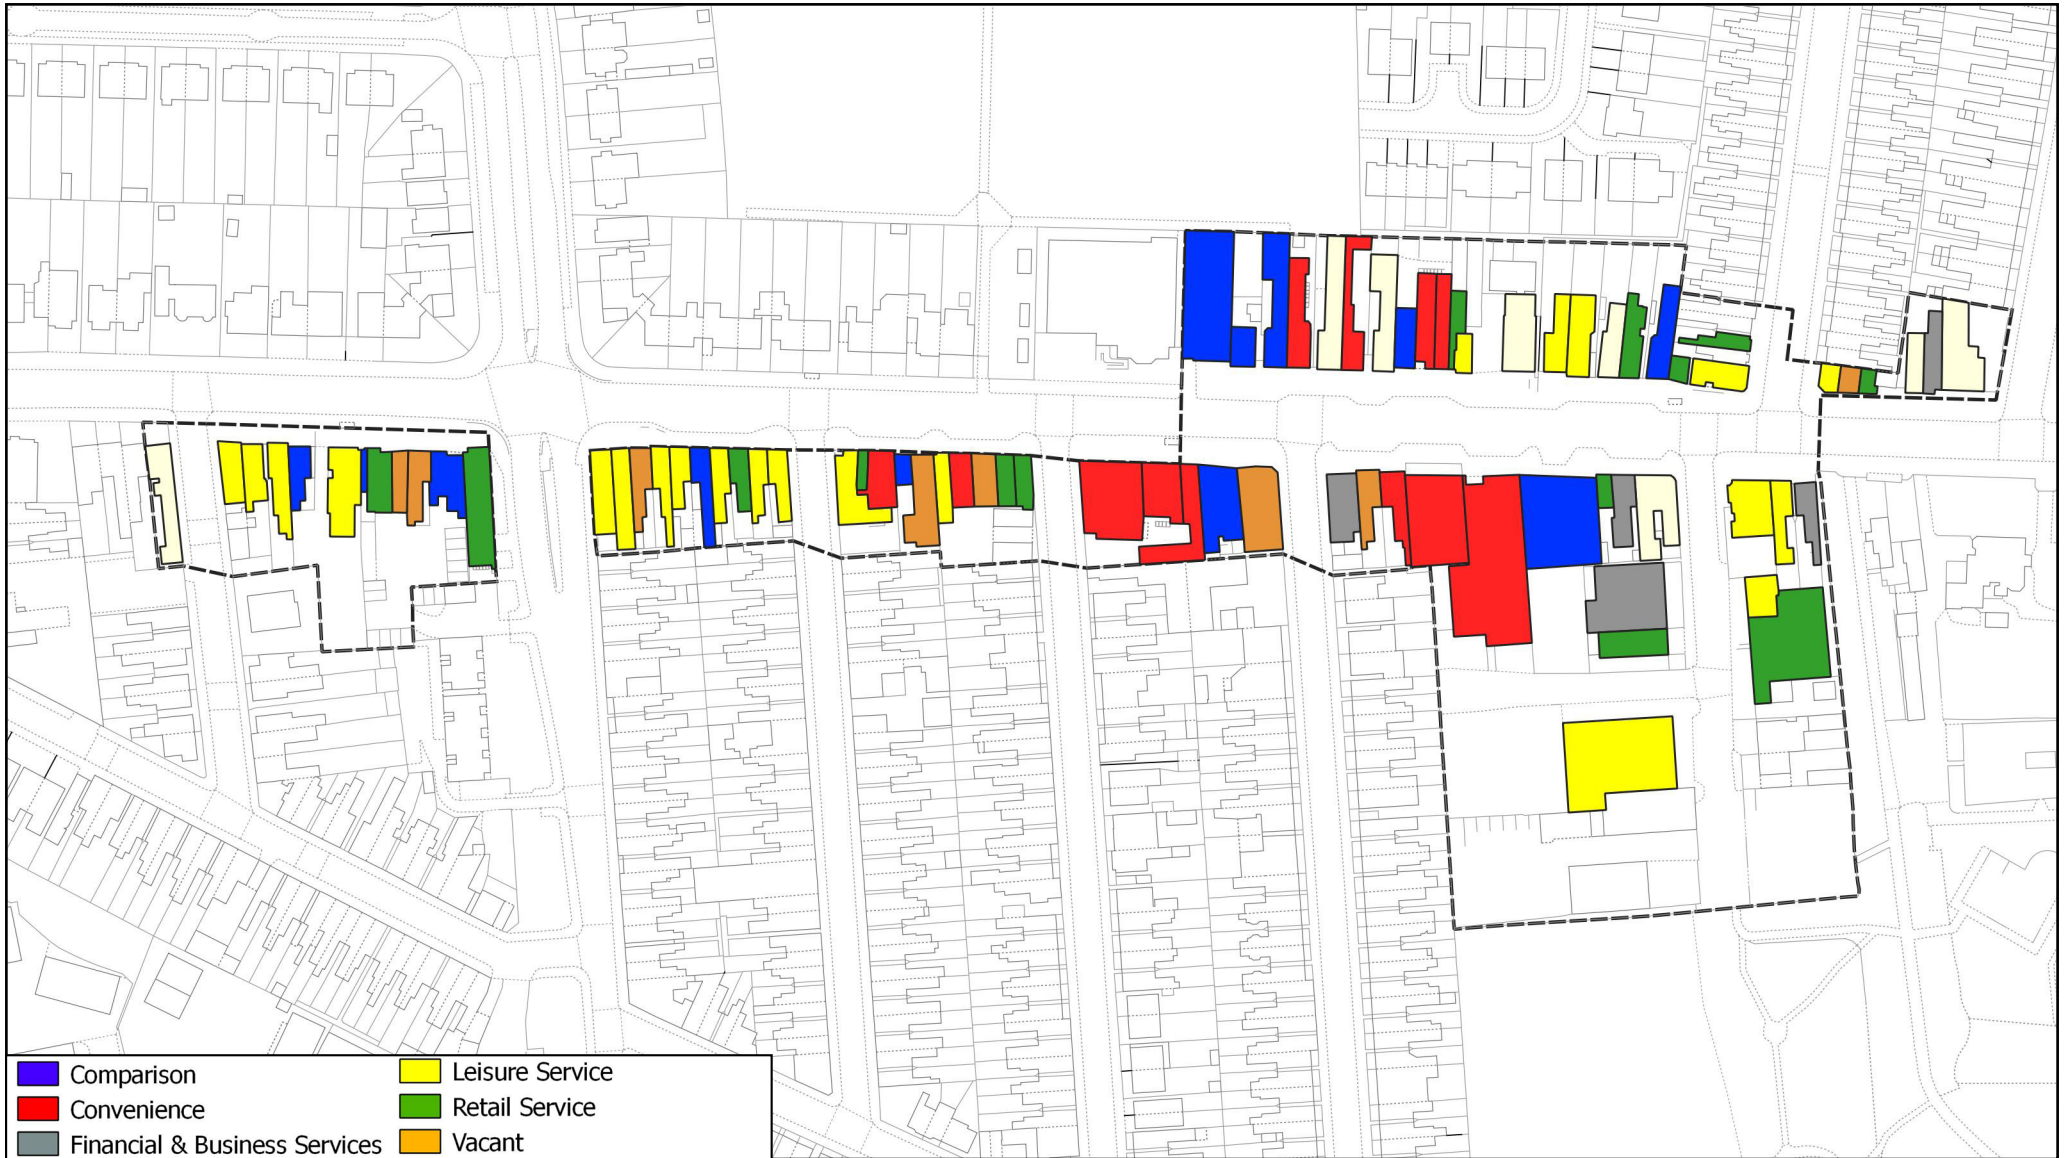 Comparison
Convenience
Financial & Business Services
Leisure Service
Retail Service
Vacant